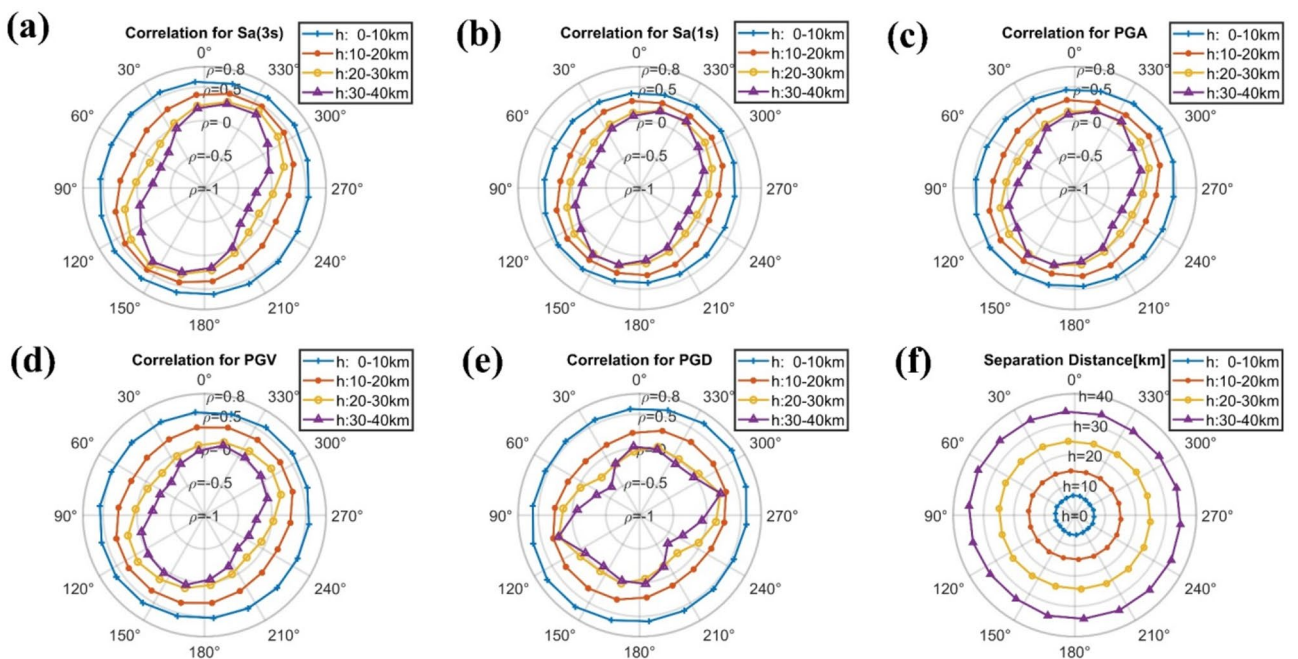 (a)
Correlation for Sa(3s)
h: 0-10km
h:10-20km
h:20-30km
h:30-40km
0°
30°
330°
60°
300°
90°
270°
120°
240°
150°
210°
180°
ρ=0.8
ρ=0.5
ρ= 0
ρ=-0.5
ρ=-1
(b)
Correlation for Sa(1s)
h: 0-10km
h:10-20km
h:20-30km
h:30-40km
0°
30°
330°
60°
300°
90°
270°
120°
240°
150°
210°
180°
ρ=0.8
ρ=0.5
ρ= 0
ρ=-0.5
ρ=-1
(c)
Correlation for PGA
h: 0-10km
h:10-20km
h:20-30km
h:30-40km
0°
30°
330°
60°
300°
90°
270°
120°
240°
150°
210°
180°
ρ=0.8
ρ=0.5
ρ= 0
ρ=-0.5
ρ=-1
(d)
Correlation for PGV
h: 0-10km
h:10-20km
h:20-30km
h:30-40km
0°
30°
330°
60°
300°
90°
270°
120°
240°
150°
210°
180°
ρ=0.8
ρ=0.5
ρ= 0
ρ=-0.5
ρ=-1
(e)
Correlation for PGD
h: 0-10km
h:10-20km
h:20-30km
h:30-40km
0°
30°
330°
60°
300°
90°
270°
120°
240°
150°
210°
180°
ρ=0.8
ρ=0.5
ρ= 0
ρ=-0.5
ρ=-1
(f)
Separation Distance[km]
h: 0-10km
h:10-20km
h:20-30km
h:30-40km
0°
30°
330°
60°
300°
90°
270°
120°
240°
150°
210°
180°
h=40
h=30
h=20
h=10
h=0